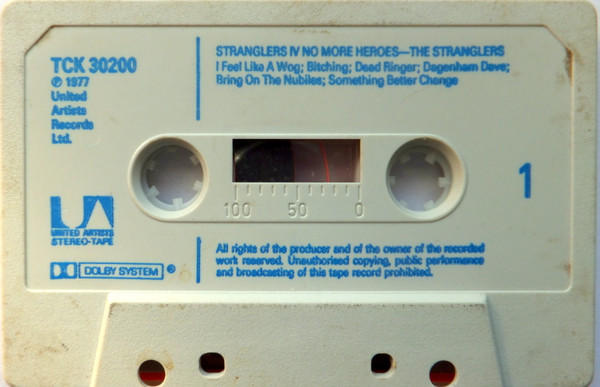 TCK 30200
℗ 1977
United
Artists
Records
Ltd.
STRANGLERS IV NO MORE HEROES—THE STRANGLERS
I Feel Like A Wog; Bitching; Dead Ringer; Dagenham Dave;
Bring On The Nubiles; Something Better Change
100 50 0
1
UA
UNITED ARTISTS
STEREO-TAPE
DOLBY SYSTEM ®
All rights of the producer and of the owner of the recorded
work reserved. Unauthorised copying, public performance
and broadcasting of this tape record prohibited.